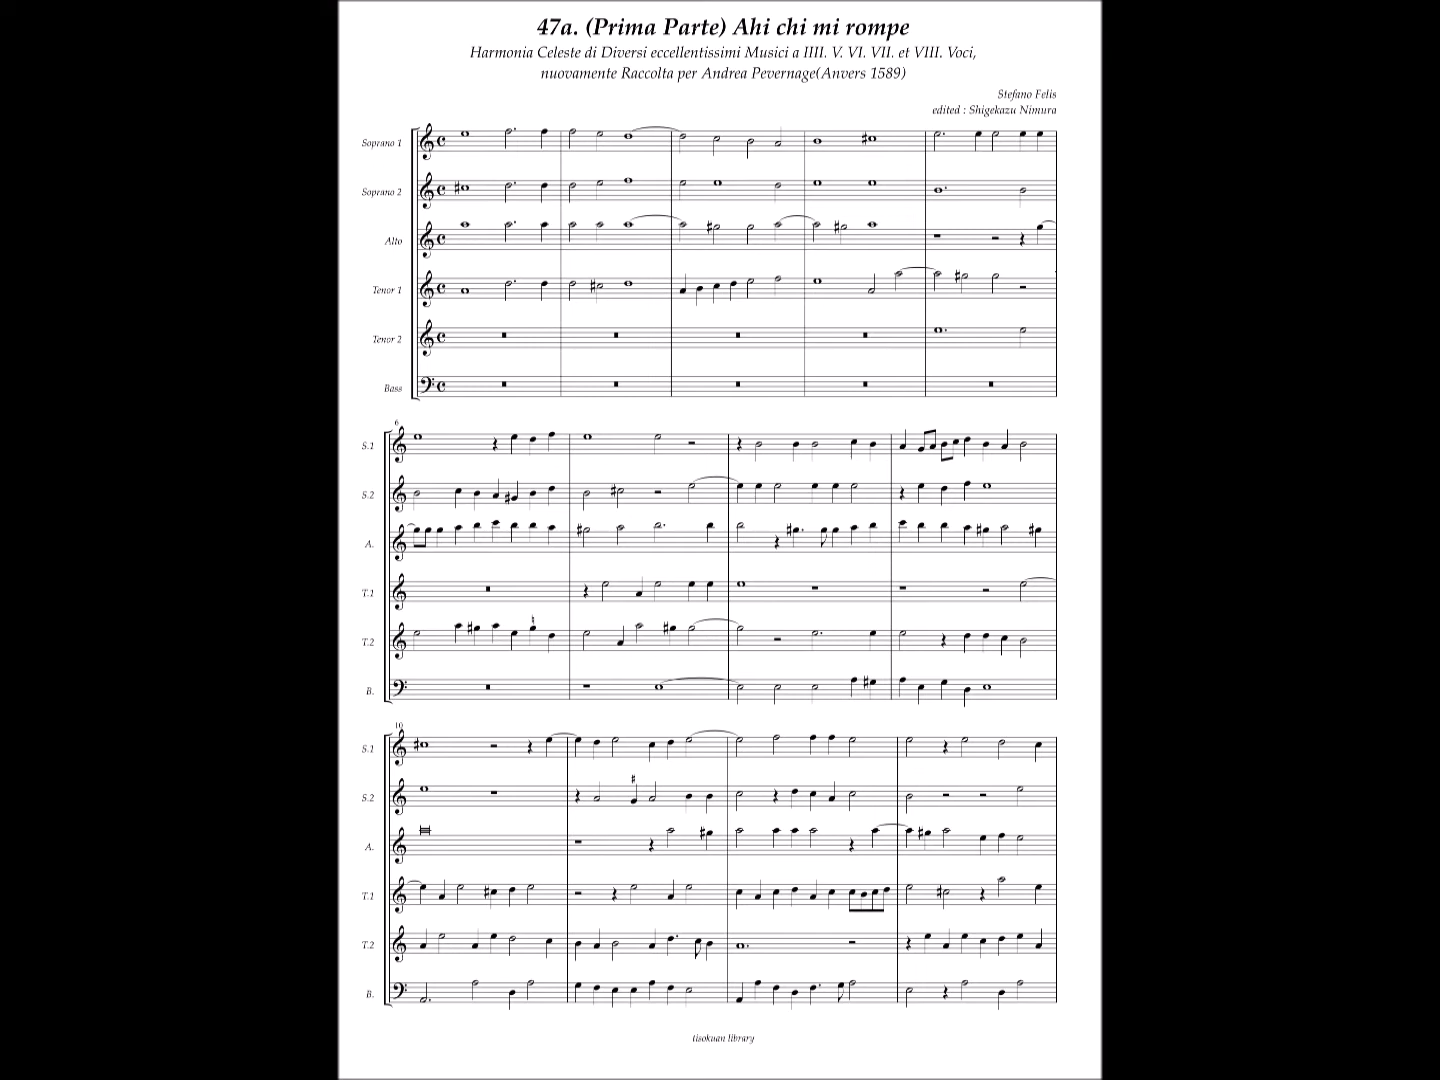 47a. (Prima Parte) Ahi chi mi rompe
Harmonia Celeste di Diversi eccellentissimi Musici a IIII. V. VI. VII. et VIII. Voci,
nuovamente Raccolta per Andrea Pevernage(Anvers 1589)
Stefano Felis
edited : Shigekazu Nimura
Soprano 1
Soprano 2
Alto
Tenor 1
Tenor 2
Bass
6
S.1
S.2
A.
T.1
T.2
B.
10
S.1
S.2
A.
T.1
T.2
B.
tisokuan library